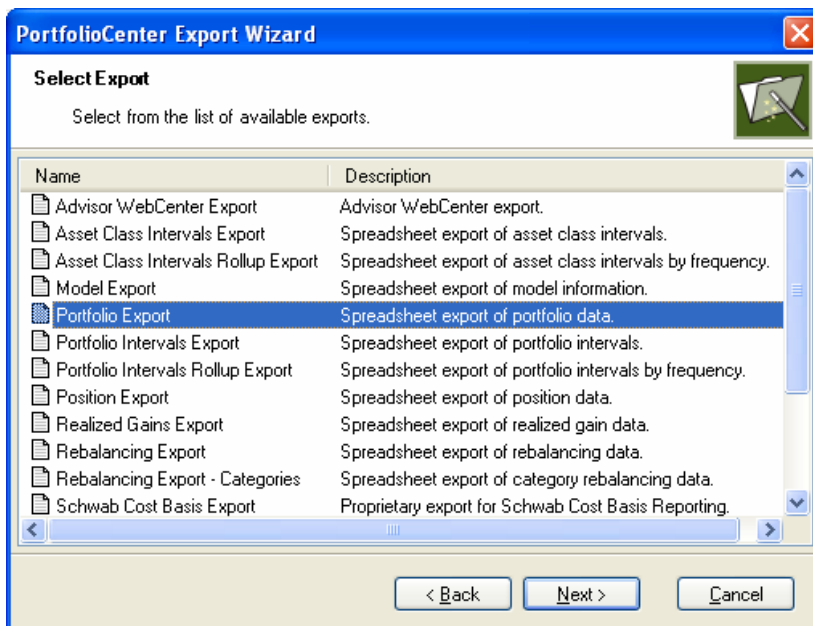 PortfolioCenter Export Wizard
Select Export
Select from the list of available exports.
Name Description
Advisor WebCenter Export Advisor WebCenter export.
Asset Class Intervals Export Spreadsheet export of asset class intervals.
Asset Class Intervals Rollup Export Spreadsheet export of asset class intervals by frequency.
Model Export Spreadsheet export of model information.
Portfolio Export Spreadsheet export of portfolio data.
Portfolio Intervals Export Spreadsheet export of portfolio intervals.
Portfolio Intervals Rollup Export Spreadsheet export of portfolio intervals by frequency.
Position Export Spreadsheet export of position data.
Realized Gains Export Spreadsheet export of realized gain data.
Rebalancing Export Spreadsheet export of rebalancing data.
Rebalancing Export - Categories Spreadsheet export of category rebalancing data.
Schwab Cost Basis Export Proprietary export for Schwab Cost Basis Reporting.
< Back Next > Cancel